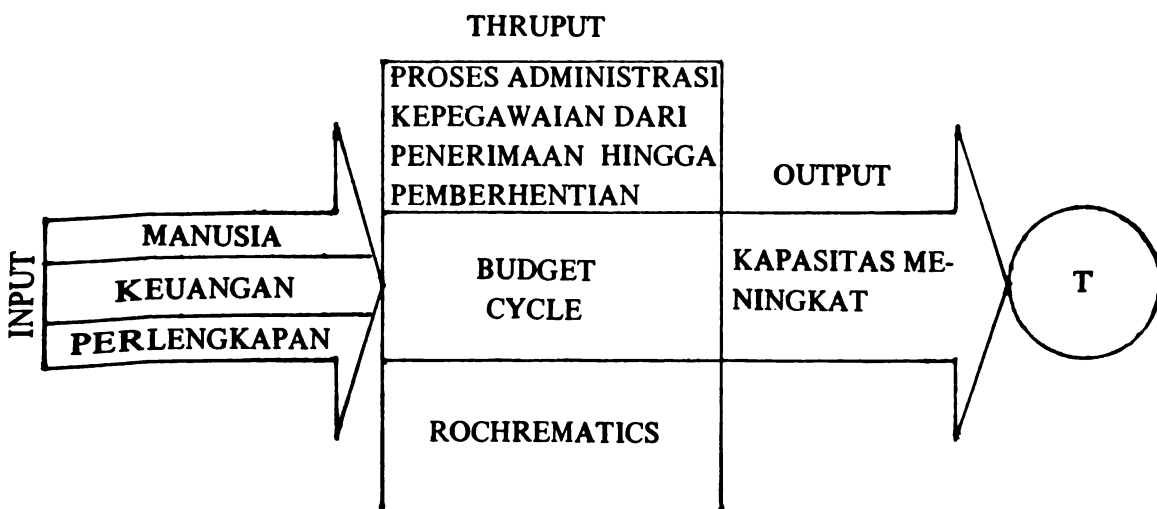 THRUPUT
PROSES ADMINISTRASI
KEPEGAWAIAN DARI
PENERIMAAN HINGGA
PEMBERHENTIAN
INPUT
MANUSIA
KEUANGAN
PERLENGKAPAN
BUDGET
CYCLE
ROCHREMATICS
OUTPUT
KAPASITAS ME-
NINGKAT
T